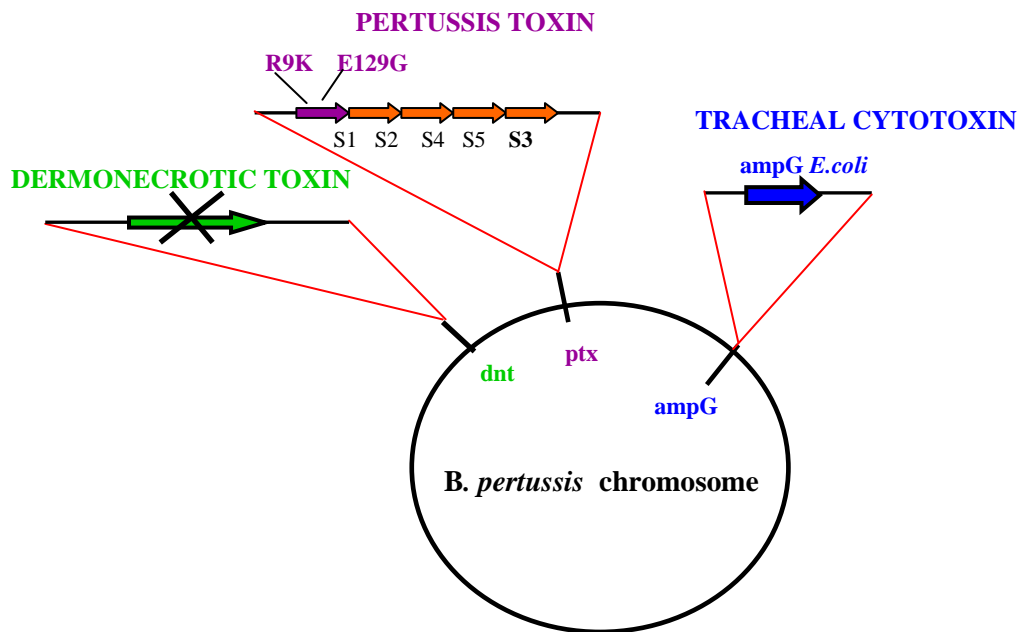 PERTUSSIS TOXIN
R9K E129G
S1 S2 S4 S5 S3
TRACHEAL CYTOTOXIN
ampG E.coli
DERMONECROTIC TOXIN
dnt
ptx
ampG
B. pertussis chromosome